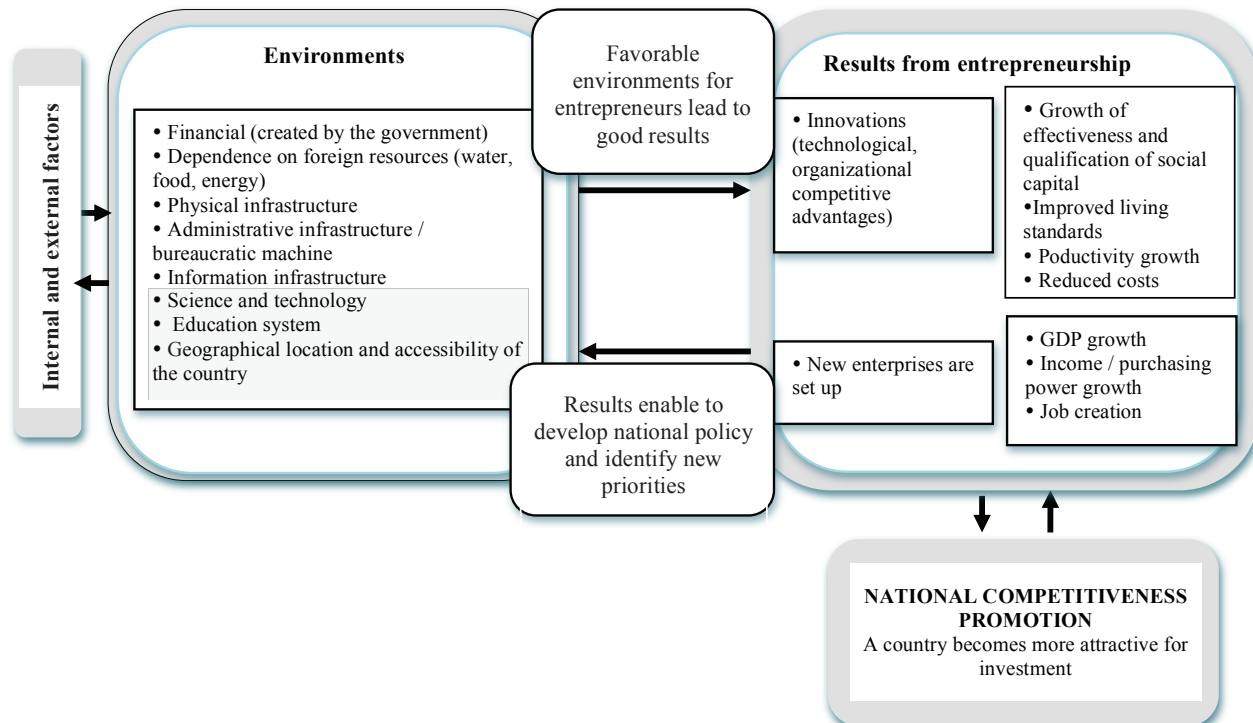 Internal and external factors
Environments
• Financial (created by the government)
• Dependence on foreign resources (water,
food, energy)
• Physical infrastructure
• Administrative infrastructure /
bureaucratic machine
• Information infrastructure
• Science and technology
• Education system
• Geographical location and accessibility of
the country
Favorable
environments for
entrepreneurs lead to
good results
Results enable to
develop national policy
and identify new
priorities
Results from entrepreneurship
• Innovations
(technological,
organizational
competitive
advantages)
• Growth of
effectiveness and
qualification of social
capital
•Improved living
standards
• Poductivity growth
• Reduced costs
• New enterprises are
set up
• GDP growth
• Income / purchasing
power growth
• Job creation
NATIONAL COMPETITIVENESS
PROMOTION
A country becomes more attractive for
investment